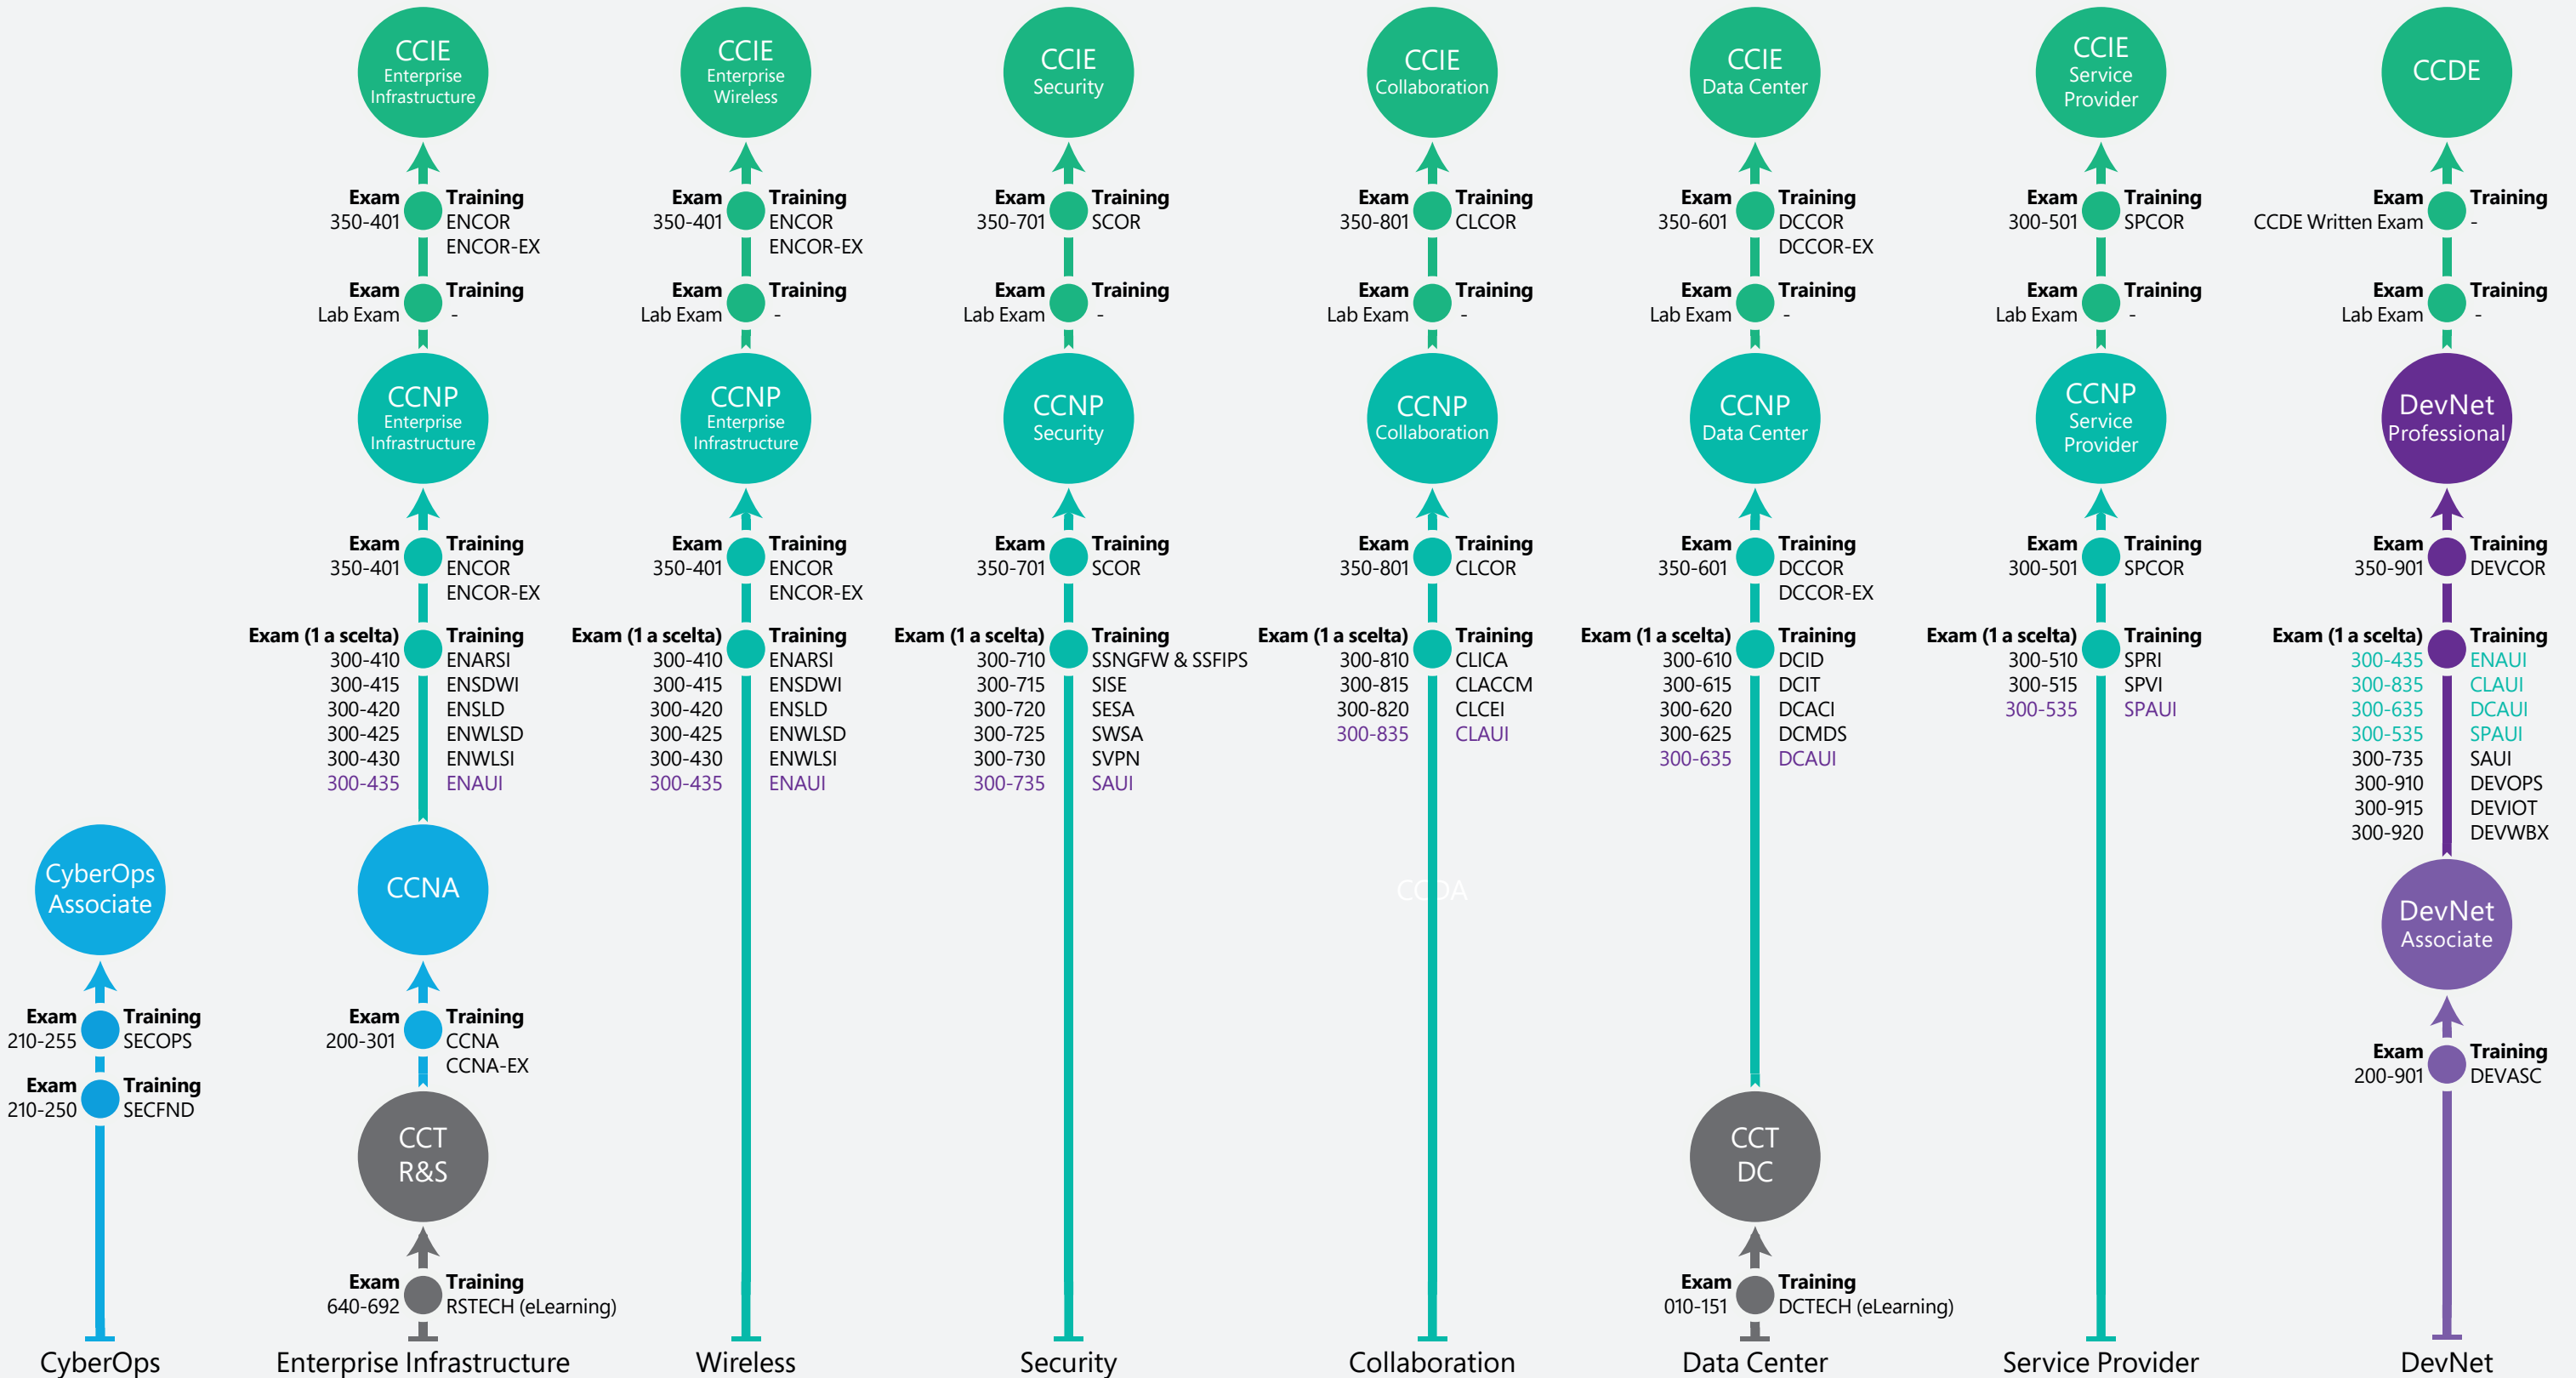 CCIE
Enterprise
Infrastructure
Exam
350-401
Training
ENCOR
ENCOR-EX
Exam
Lab Exam
Training
-
CCNP
Enterprise
Infrastructure
Exam
350-401
Training
ENCOR
ENCOR-EX
Exam (1 a scelta)
Training
300-410 ENARSI
300-415 ENSDWI
300-420 ENSLD
300-425 ENWLSD
300-430 ENWLSI
300-435 ENAUI
CCNA
Exam
200-301
Training
CCNA
CCNA-EX
CCT
R&S
Exam
640-692
Training
RSTECH (eLearning)
Enterprise Infrastructure
CyberOps
Associate
Exam
210-255
Training
SECOPS
Exam
210-250
Training
SECFND
CyberOps
CCIE
Enterprise
Wireless
Exam
350-401
Training
ENCOR
ENCOR-EX
Exam
Lab Exam
Training
-
CCNP
Enterprise
Infrastructure
Exam
350-401
Training
ENCOR
ENCOR-EX
Exam (1 a scelta)
Training
300-410 ENARSI
300-415 ENSDWI
300-420 ENSLD
300-425 ENWLSD
300-430 ENWLSI
300-435 ENAUI
Wireless
CCIE
Security
Exam
350-701
Training
SCOR
Exam
Lab Exam
Training
-
CCNP
Security
Exam
350-701
Training
SCOR
Exam (1 a scelta)
Training
300-710 SSNGFW & SSFIPS
300-715 SISE
300-720 SESA
300-725 SWSA
300-730 SVPN
300-735 SAUI
Security
CCIE
Collaboration
Exam
350-801
Training
CLCOR
Exam
Lab Exam
Training
-
CCNP
Collaboration
Exam
350-801
Training
CLCOR
Exam (1 a scelta)
Training
300-810 CLICA
300-815 CLACCM
300-820 CLCEI
300-835 CLAUI
CCDA
Collaboration
CCIE
Data Center
Exam
350-601
Training
DCCOR
DCCOR-EX
Exam
Lab Exam
Training
-
CCNP
Data Center
Exam
350-601
Training
DCCOR
DCCOR-EX
Exam (1 a scelta)
Training
300-610 DCID
300-615 DCIT
300-620 DCACI
300-625 DCMDS
300-635 DCAUI
CCT
DC
Exam
010-151
Training
DCTECH (eLearning)
Data Center
CCIE
Service
Provider
Exam
300-501
Training
SPCOR
Exam
Lab Exam
Training
-
CCNP
Service
Provider
Exam
300-501
Training
SPCOR
Exam (1 a scelta)
Training
300-510 SPRI
300-515 SPVI
300-535 SPAUI
Service Provider
CCDE
Exam
CCDE Written Exam
Training
-
Exam
Lab Exam
Training
-
DevNet
Professional
Exam
350-901
Training
DEVCOR
Exam (1 a scelta)
Training
300-435 ENAUI
300-835 CLAUI
300-635 DCAUI
300-535 SPAUI
300-735 SAUI
300-910 DEVOPS
300-915 DEVIOT
300-920 DEVWBX
DevNet
Associate
Exam
200-901
Training
DEVASC
DevNet